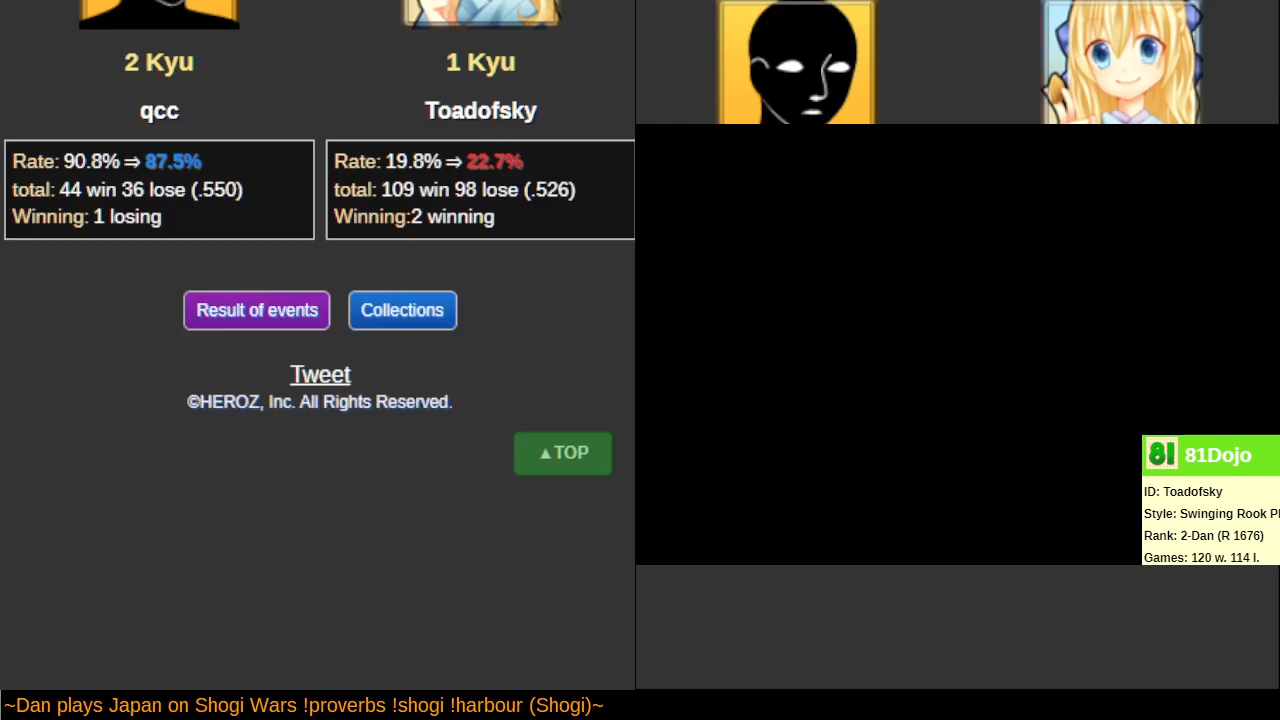 2 Kyu
1 Kyu
qcc
Toadofsky
Rate: 90.8% ⇒ 87.5%
total: 44 win 36 lose (.550)
Winning: 1 losing
Rate: 19.8% ⇒ 22.7%
total: 109 win 98 lose (.526)
Winning:2 winning
Result of events
Collections
Tweet
©HEROZ, Inc. All Rights Reserved.
▲TOP
81 81Dojo
ID: Toadofsky
Style: Swinging Rook Pl
Rank: 2-Dan (R 1676)
Games: 120 w. 114 l.
~Dan plays Japan on Shogi Wars !proverbs !shogi !harbour (Shogi)~